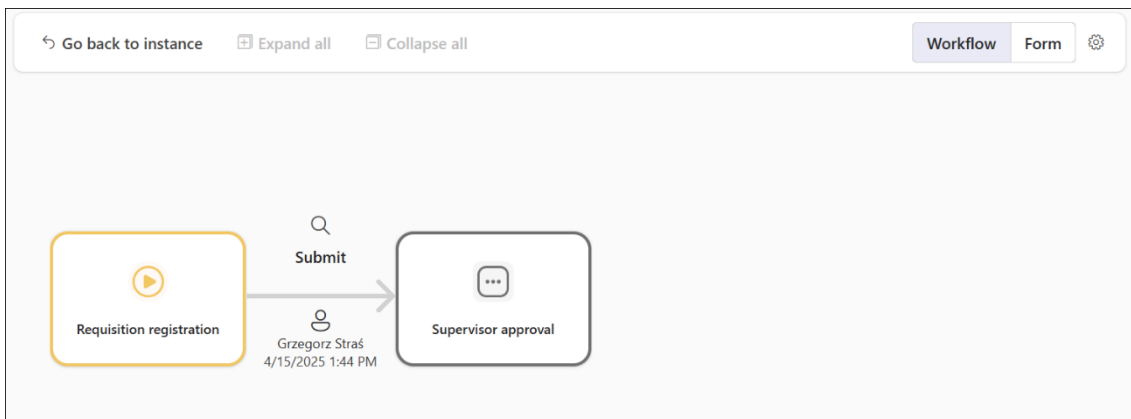 Go back to instance
Expand all
Collapse all
Workflow
Form
Submit
Requisition registration
Grzegorz Straś
4/15/2025 1:44 PM
Supervisor approval